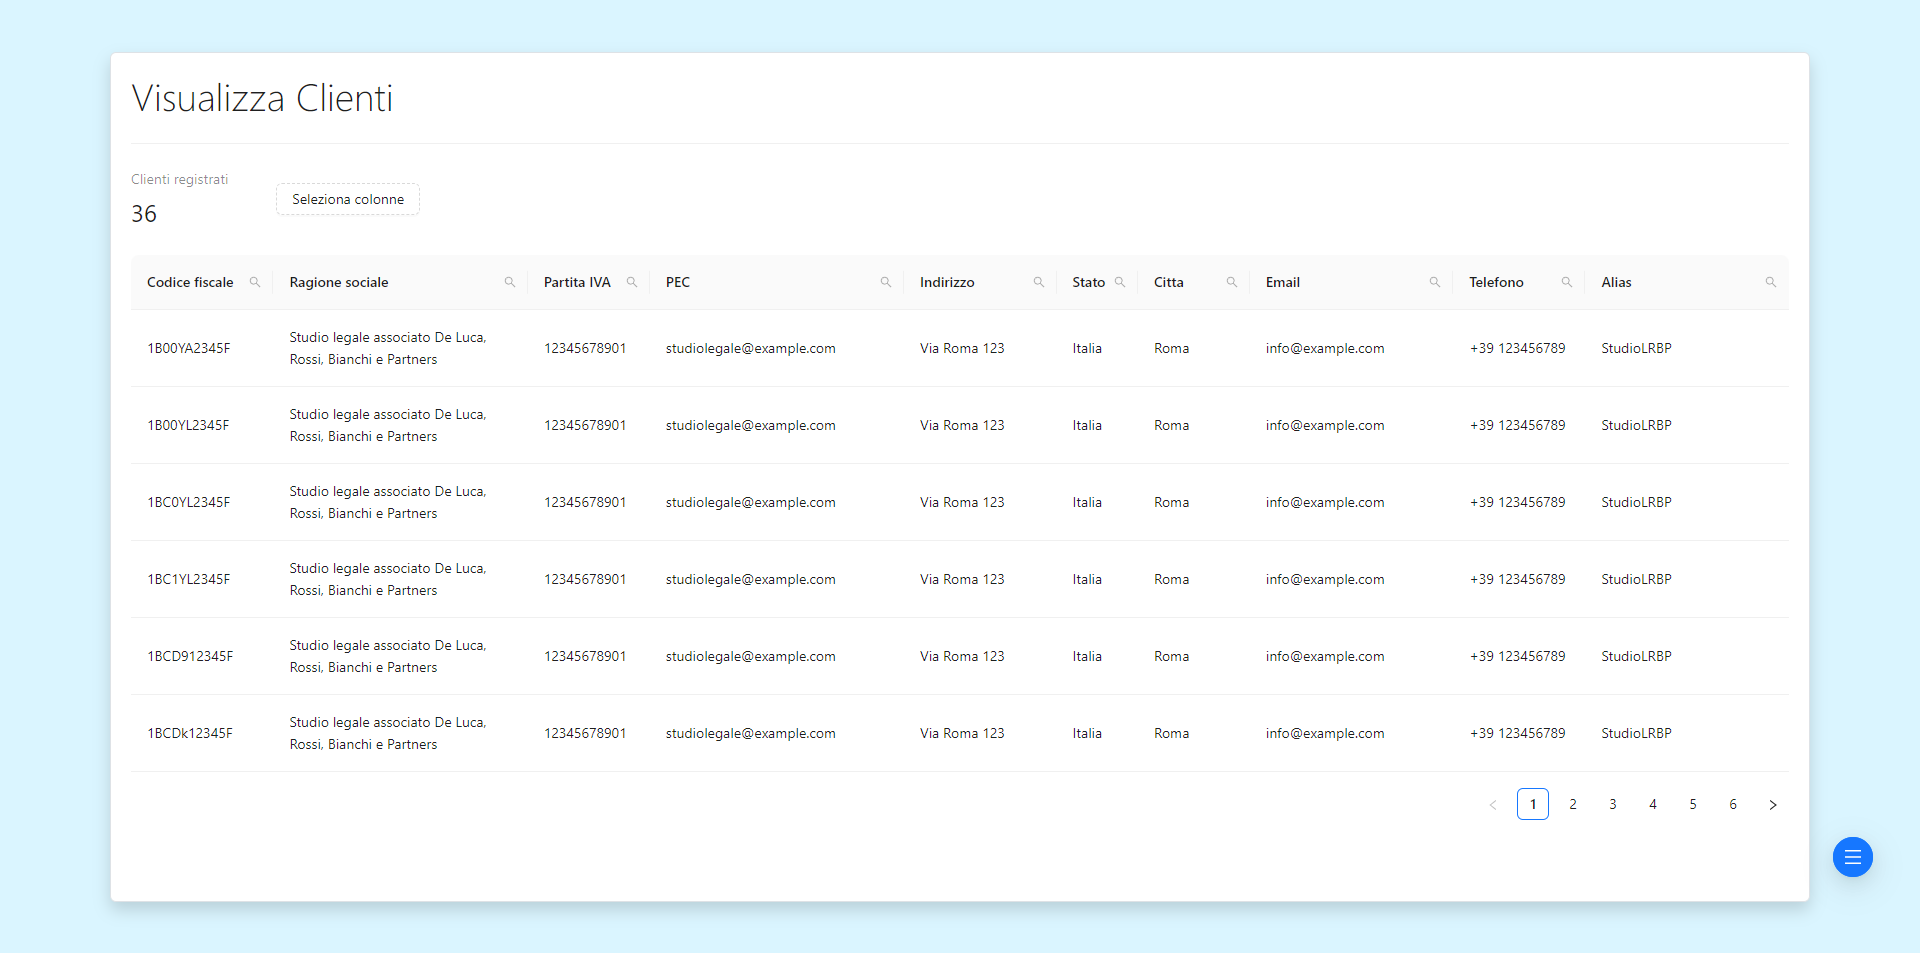 Visualizza Clienti
Clienti registrati
36
Seleziona colonne
Codice fiscale Ragione sociale Partita IVA PEC Indirizzo Stato Citta Email Telefono Alias
1B00YA2345F Studio legale associato De Luca, Rossi, Bianchi e Partners 12345678901 studiolegale@example.com Via Roma 123 Italia Roma info@example.com +39 123456789 StudioLRBP
1B00YL2345F Studio legale associato De Luca, Rossi, Bianchi e Partners 12345678901 studiolegale@example.com Via Roma 123 Italia Roma info@example.com +39 123456789 StudioLRBP
1BC0YL2345F Studio legale associato De Luca, Rossi, Bianchi e Partners 12345678901 studiolegale@example.com Via Roma 123 Italia Roma info@example.com +39 123456789 StudioLRBP
1BC1YL2345F Studio legale associato De Luca, Rossi, Bianchi e Partners 12345678901 studiolegale@example.com Via Roma 123 Italia Roma info@example.com +39 123456789 StudioLRBP
1BCD912345F Studio legale associato De Luca, Rossi, Bianchi e Partners 12345678901 studiolegale@example.com Via Roma 123 Italia Roma info@example.com +39 123456789 StudioLRBP
1BCDk12345F Studio legale associato De Luca, Rossi, Bianchi e Partners 12345678901 studiolegale@example.com Via Roma 123 Italia Roma info@example.com +39 123456789 StudioLRBP
1 2 3 4 5 6